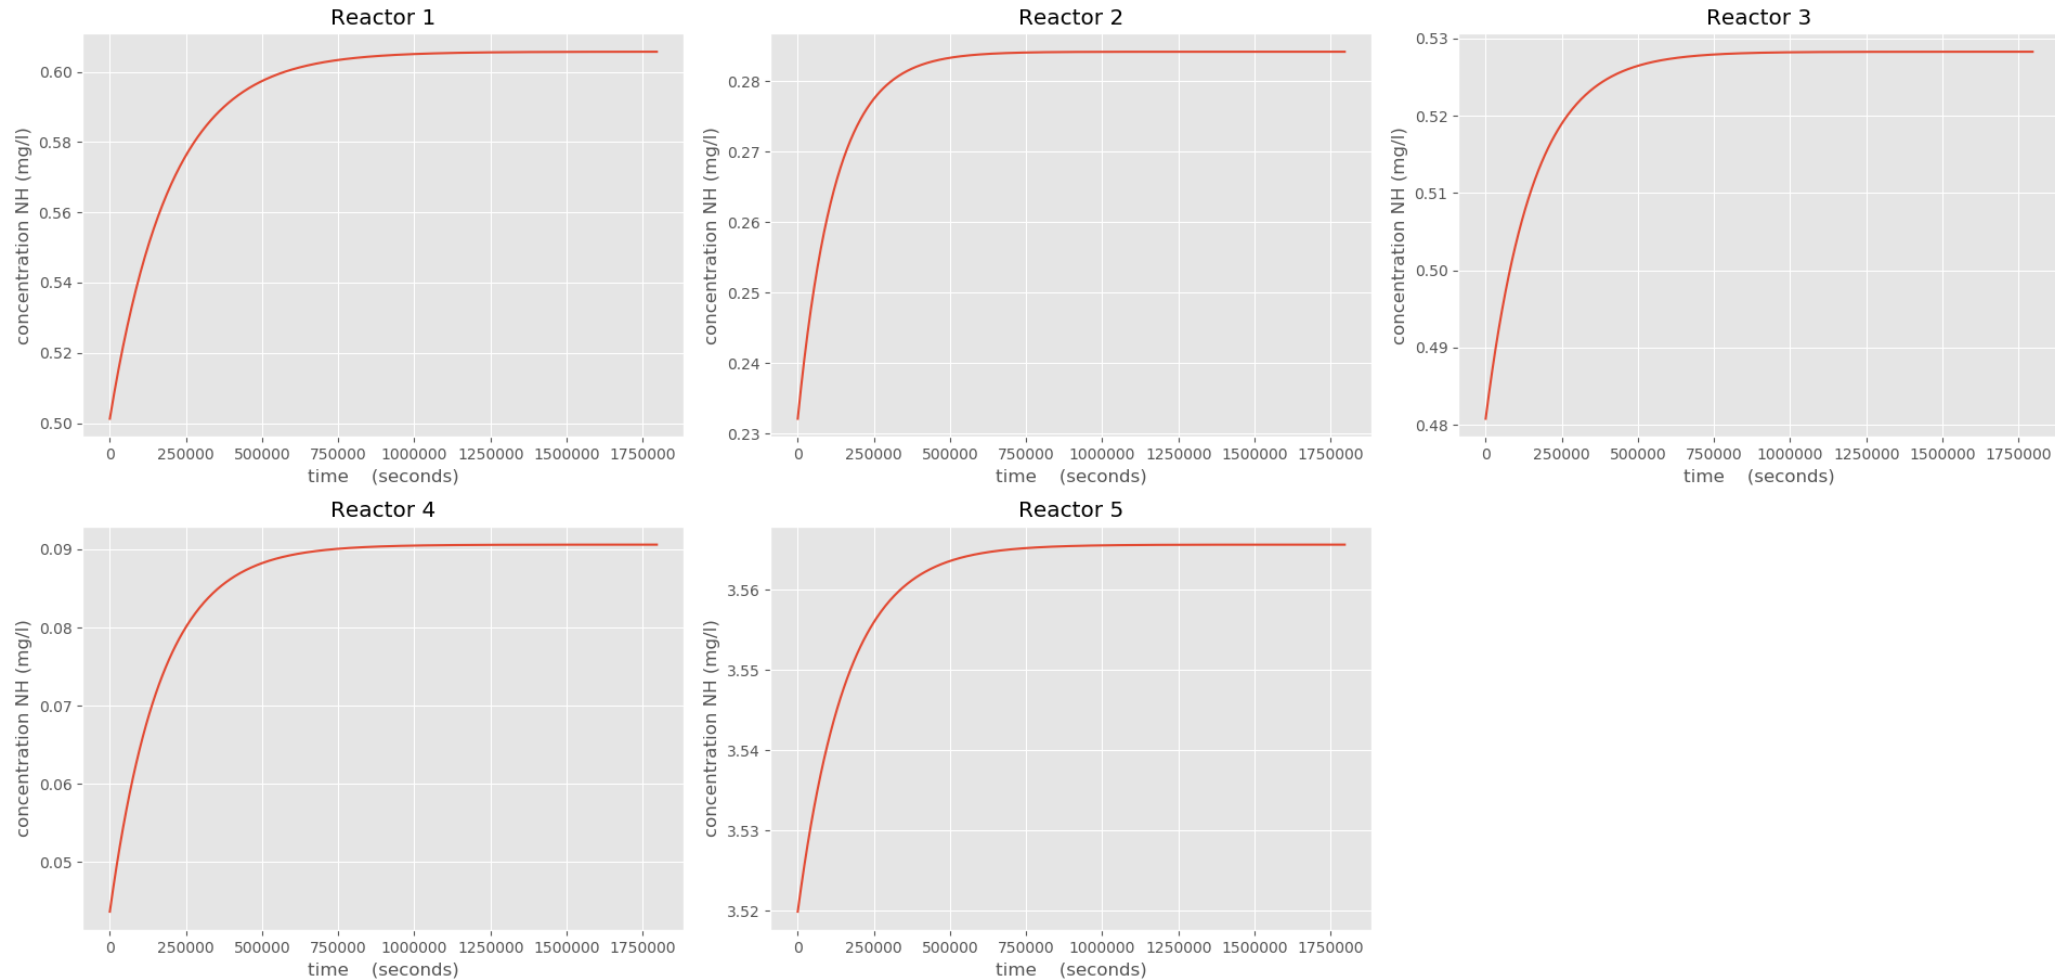 Reactor 1
concentration NH (mg/l)
0.60
0.58
0.56
0.54
0.52
0.50
0 250000 500000 750000 1000000 1250000 1500000 1750000
time (seconds)
Reactor 2
concentration NH (mg/l)
0.28
0.27
0.26
0.25
0.24
0.23
0 250000 500000 750000 1000000 1250000 1500000 1750000
time (seconds)
Reactor 3
concentration NH (mg/l)
0.53
0.52
0.51
0.50
0.49
0.48
0 250000 500000 750000 1000000 1250000 1500000 1750000
time (seconds)
Reactor 4
concentration NH (mg/l)
0.09
0.08
0.07
0.06
0.05
0 250000 500000 750000 1000000 1250000 1500000 1750000
time (seconds)
Reactor 5
concentration NH (mg/l)
3.56
3.55
3.54
3.53
3.52
0 250000 500000 750000 1000000 1250000 1500000 1750000
time (seconds)